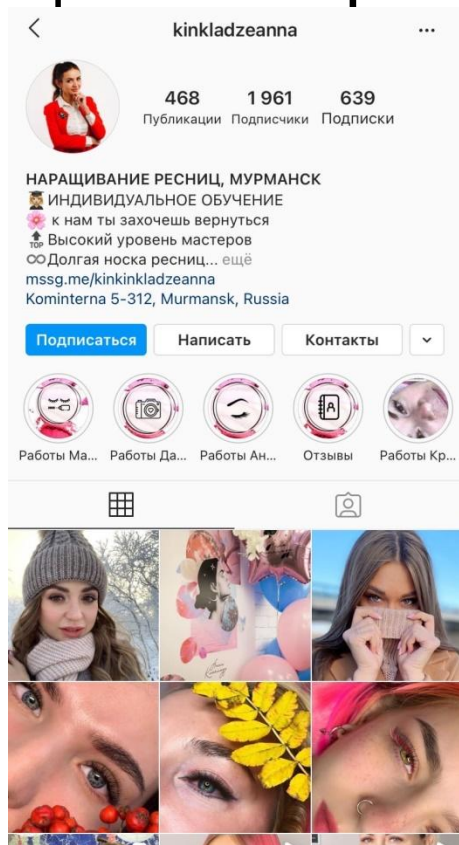 kinkladzeanna
468 1 961 639
Публикации Подписчики Подписки
НАРАЩИВАНИЕ РЕСНИЦ, МУРМАНСК
ИНДИВИДУАЛЬНОЕ ОБУЧЕНИЕ
к нам ты захочешь вернуться
TOP Высокий уровень мастеров
Долгая носка ресниц... ещё
mssg.me/kinkinkladzeanna
Kominterna 5-312, Murmansk, Russia
Подписаться Написать Контакты
Работы Ма... Работы Да... Работы Ан... Отзывы Работы Кр...